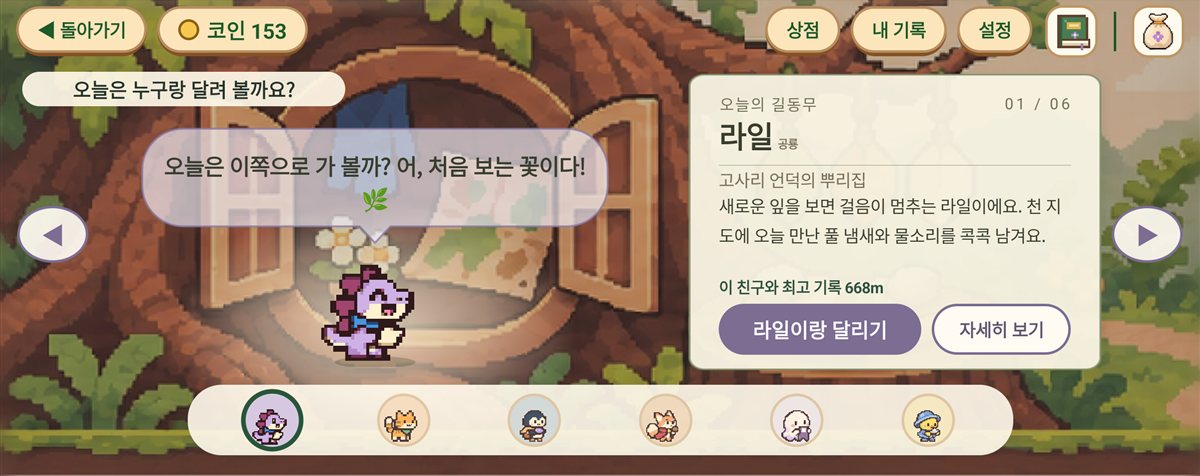 ◀ 돌아가기
코인 153
상점
내 기록
설정
오늘은 누구랑 달려 볼까요?
오늘은 이쪽으로 가 볼까? 어, 처음 보는 꽃이다!
🌿
오늘의 길동무
01 / 06
라일 공룡
고사리 언덕의 뿌리집
새로운 잎을 보면 걸음이 멈추는 라일이에요. 천 지
도에 오늘 만난 풀 냄새와 물소리를 콕콕 남겨요.
이 친구와 최고 기록 668m
라일이랑 달리기
자세히 보기